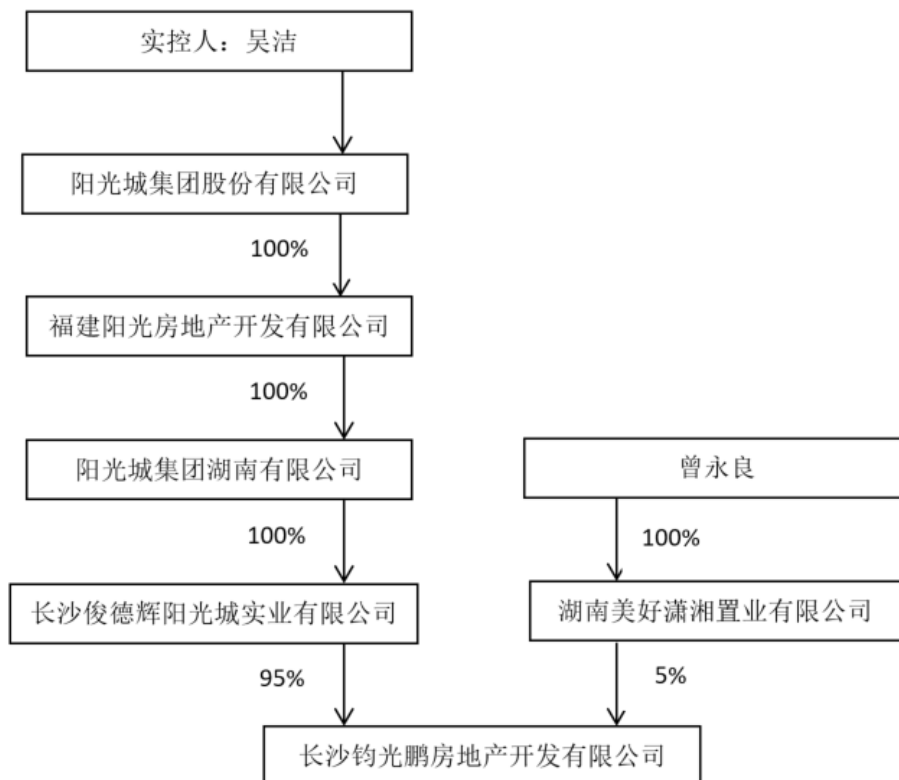 实控人：吴洁
阳光城集团股份有限公司
100%
福建阳光房地产开发有限公司
100%
阳光城集团湖南有限公司
曾永良
100%
100%
长沙俊德辉阳光城实业有限公司
湖南美好潇湘置业有限公司
95%
5%
长沙钧光鹏房地产开发有限公司